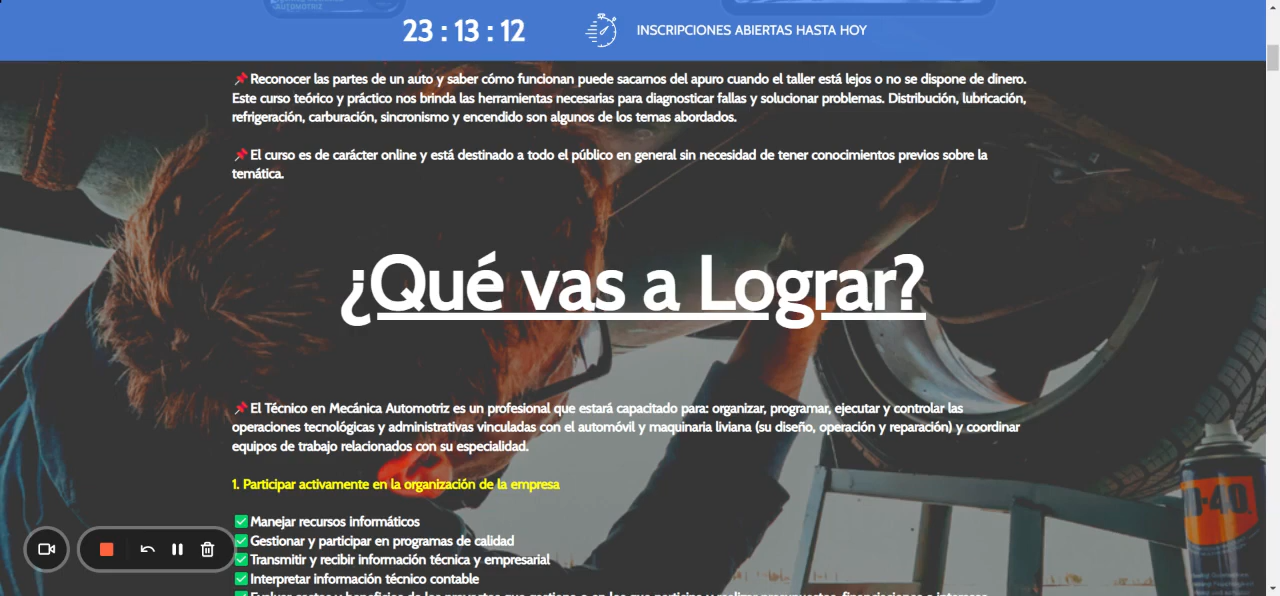 AUTOMOTRIZ
23 : 13 : 12
INSCRIPCIONES ABIERTAS HASTA HOY
📌Reconocer las partes de un auto y saber cómo funcionan puede sacarnos del apuro cuando el taller está lejos o no se dispone de dinero.
Este curso teórico y práctico nos brinda las herramientas necesarias para diagnosticar fallas y solucionar problemas. Distribución, lubricación,
refrigeración, carburación, sincronismo y encendido son algunos de los temas abordados.
📌El curso es de carácter online y está destinado a todo el público en general sin necesidad de tener conocimientos previos sobre la
temática.
¿Qué vas a Lograr?
📌El Técnico en Mecánica Automotriz es un profesional que estará capacitado para: organizar, programar, ejecutar y controlar las
operaciones tecnológicas y administrativas vinculadas con el automóvil y maquinaria liviana (su diseño, operación y reparación) y coordinar
equipos de trabajo relacionados con su especialidad.
1. Participar activamente en la organización de la empresa
✅Manejar recursos informáticos
✅Gestionar y participar en programas de calidad
✅Transmitir y recibir información técnica y empresarial
✅Interpretar información técnico contable